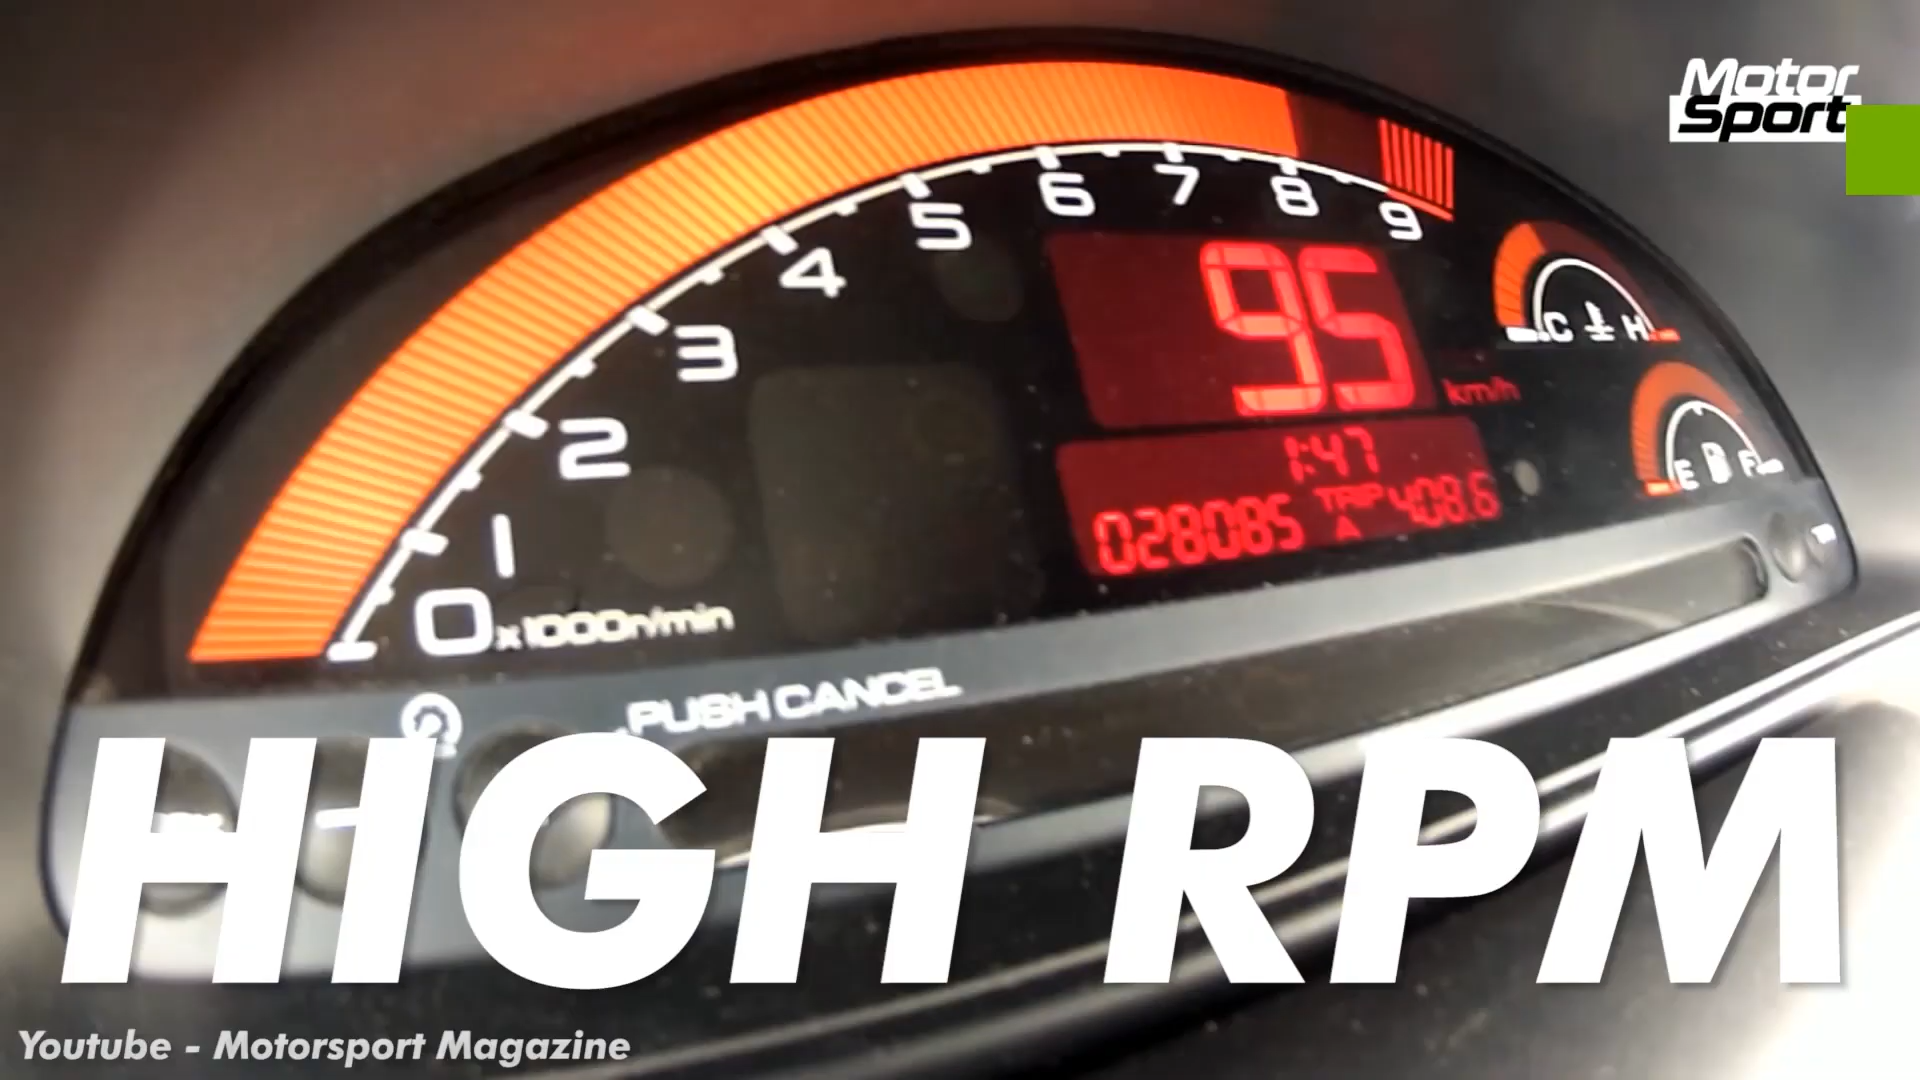 Motor
Sport
0
1
2
3
4
5
6
7
8
9
x1000r/min
95
km/h
1:47
028085 TRIP A 408.6
C H
E F
PUSH CANCEL
HIGH RPM
Youtube - Motorsport Magazine